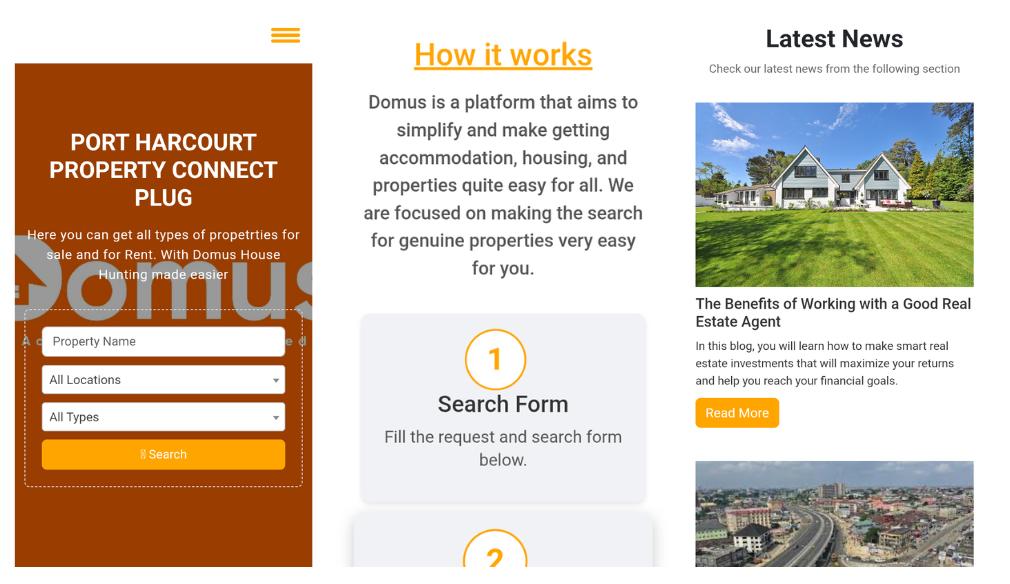 PORT HARCOURT
PROPERTY CONNECT
PLUG
Here you can get all types of propetrties for
sale and for Rent. With Domus House
Hunting made easier
Domus
Property Name
All Locations
All Types
Search
How it works
Domus is a platform that aims to
simplify and make getting
accommodation, housing, and
properties quite easy for all. We
are focused on making the search
for genuine properties very easy
for you.
1
Search Form
Fill the request and search form
below.
2
Latest News
Check our latest news from the following section
The Benefits of Working with a Good Real
Estate Agent
In this blog, you will learn how to make smart real
estate investments that will maximize your returns
and help you reach your financial goals.
Read More